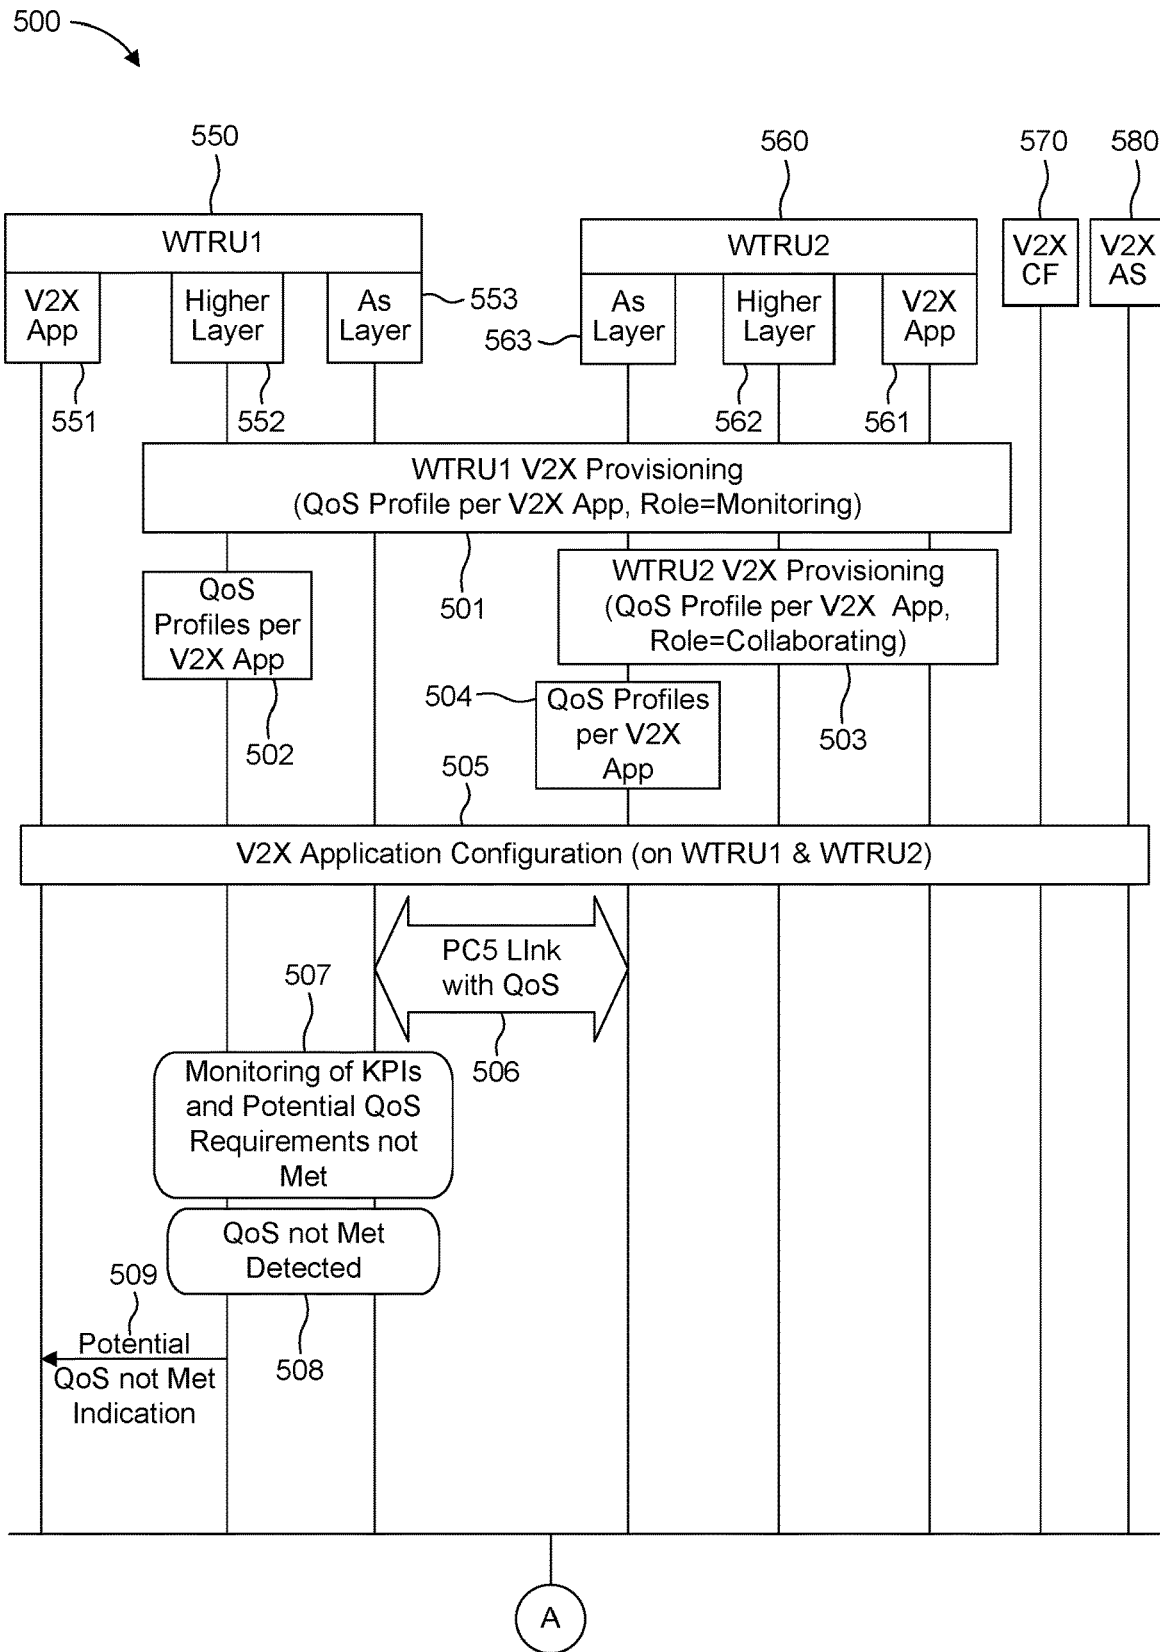 500
550
560
570
580
WTRU1
WTRU2
V2X
CF
V2X
AS
V2X
App
Higher
Layer
As
Layer
553
563
As
Layer
Higher
Layer
V2X
App
551
552
562
561
WTRU1 V2X Provisioning
(QoS Profile per V2X App, Role=Monitoring)
501
WTRU2 V2X Provisioning
(QoS Profile per V2X App,
Role=Collaborating)
QoS
Profiles per
V2X App
502
504
QoS Profiles
per V2X
App
503
505
V2X Application Configuration (on WTRU1 & WTRU2)
PC5 LInk
with QoS
506
507
Monitoring of KPIs
and Potential QoS
Requirements not
Met
QoS not Met
Detected
508
509
Potential
QoS not Met
Indication
A